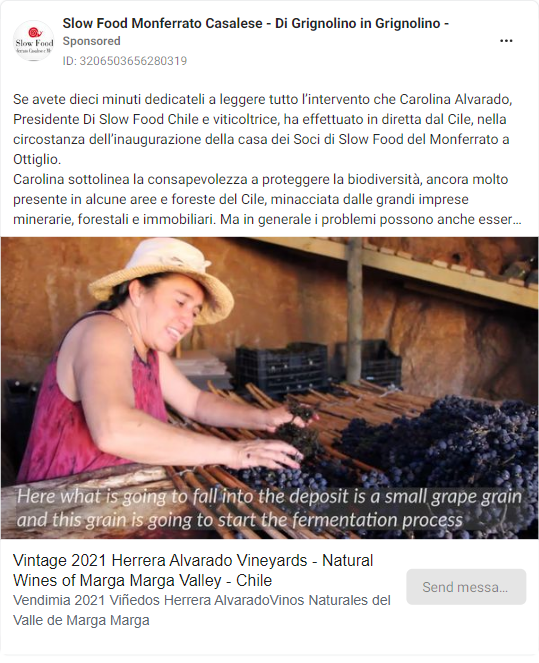 Slow Food Monferrato Casalese - Di Grignolino in Grignolino -
Sponsored
ID: 3206503656280319
Slow Food
Se avete dieci minuti dedicateli a leggere tutto l'intervento che Carolina Alvarado,
Presidente Di Slow Food Chile e viticoltrice, ha effettuato in diretta dal Cile, nella
circostanza dell'inaugurazione della casa dei Soci di Slow Food del Monferrato a
Ottiglio.
Carolina sottolinea la consapevolezza a proteggere la biodiversità, ancora molto
presente in alcune aree e foreste del Cile, minacciata dalle grandi imprese
minerarie, forestali e immobiliari. Ma in generale i problemi possono anche esser...
Here what is going to fall into the deposit is a small grape grain
and this grain is going to start the fermentation process
Vintage 2021 Herrera Alvarado Vineyards - Natural
Wines of Marga Marga Valley - Chile
Vendimia 2021 Viñedos Herrera AlvaradoVinos Naturales del
Valle de Marga Marga
Send messa...